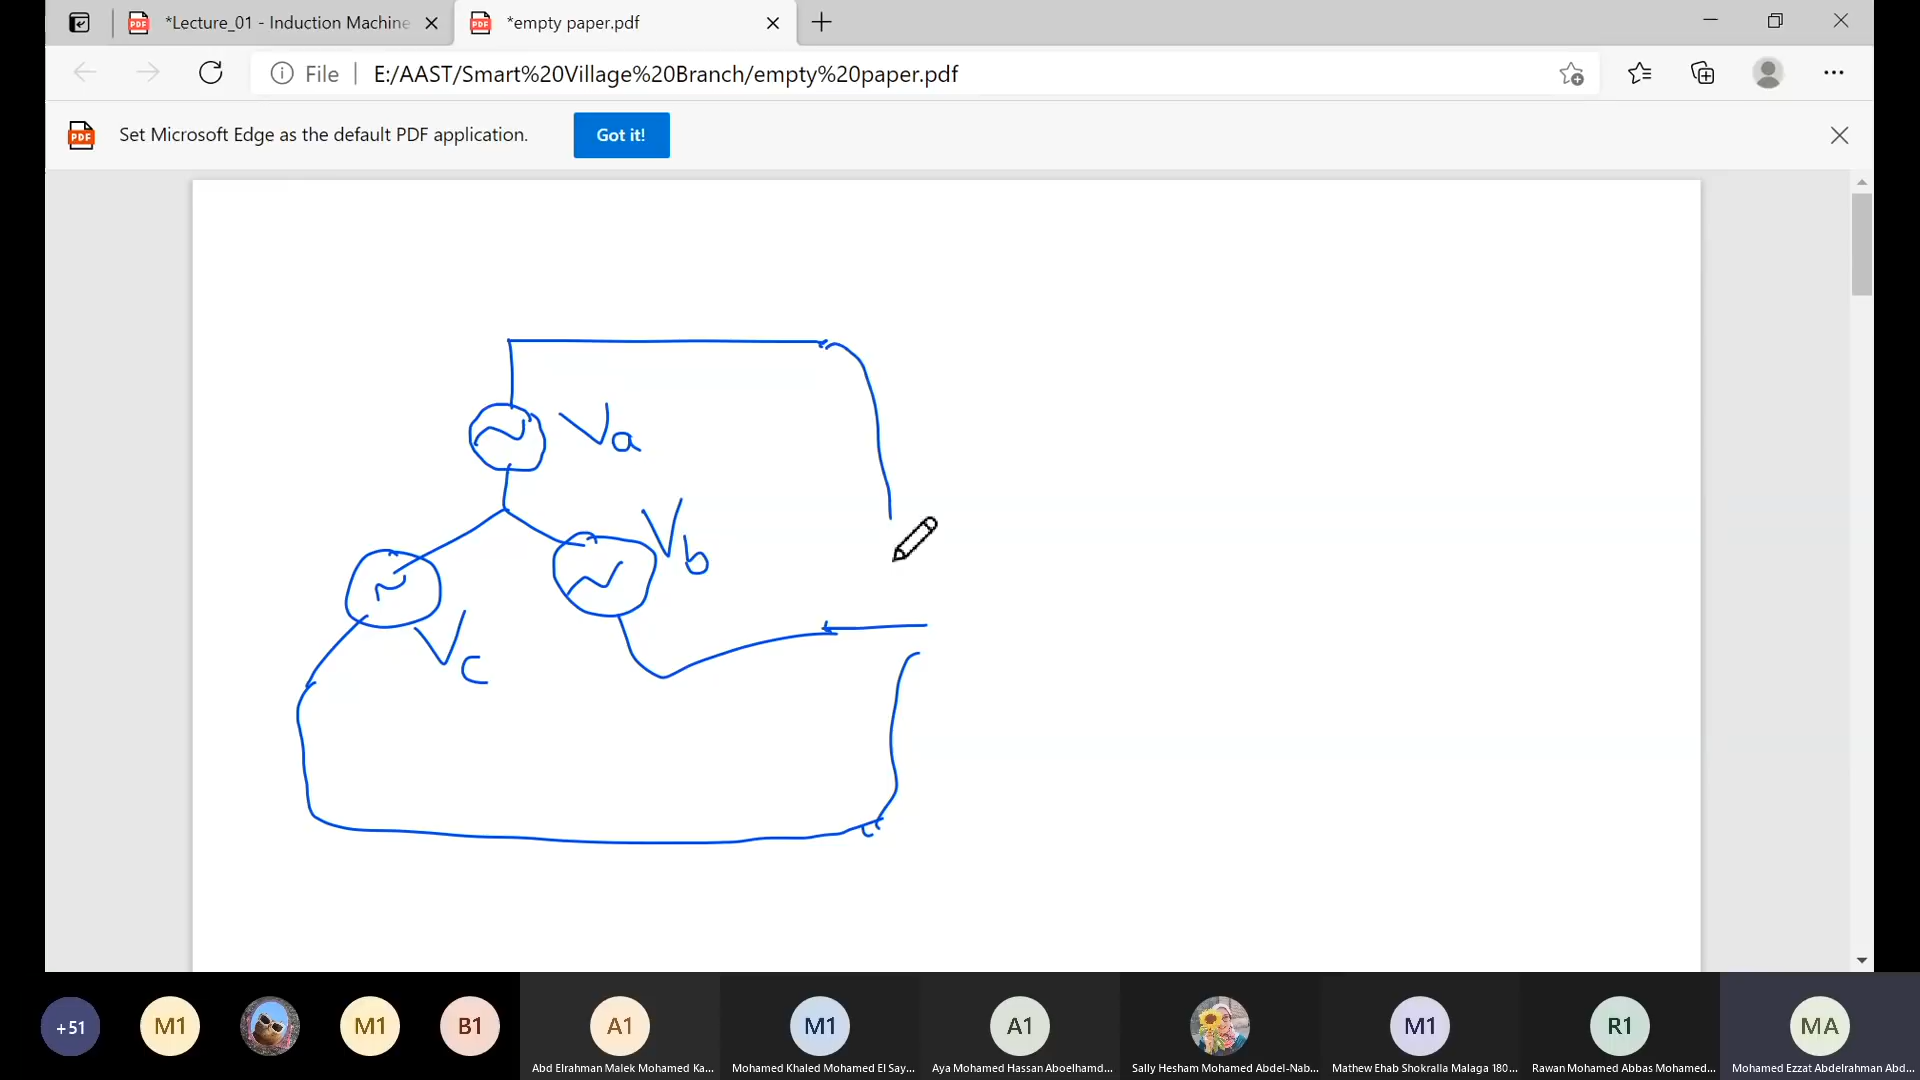 *Lecture_01 - Induction Machine
*empty paper.pdf
File
E:/AAST/Smart%20Village%20Branch/empty%20paper.pdf
PDF
Set Microsoft Edge as the default PDF application.
Got it!
Va
Vb
Vc
+51
M1
M1
B1
A1
M1
A1
M1
R1
MA
Abd Elrahman Malek Mohamed Ka...
Mohamed Khaled Mohamed El Say...
Aya Mohamed Hassan Aboelhamd...
Sally Hesham Mohamed Abdel-Nab...
Mathew Ehab Shokralla Malaga 180...
Rawan Mohamed Abbas Mohamed...
Mohamed Ezzat Abdelrahman Abd...